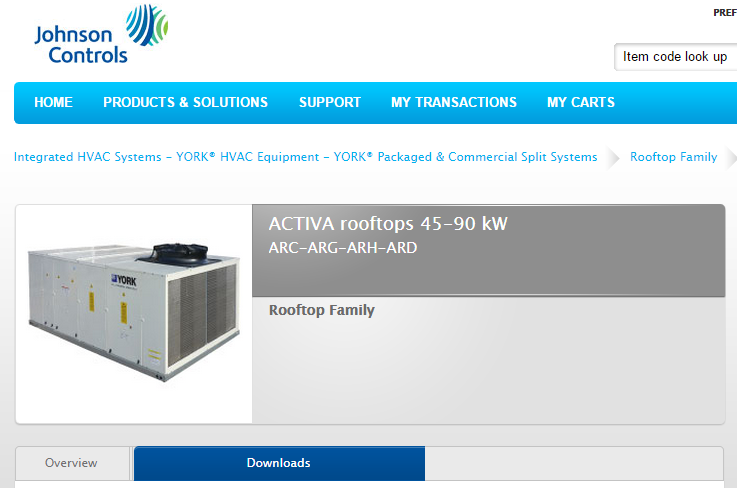 Johnson
Controls
PREF
Item code look up
HOME PRODUCTS & SOLUTIONS SUPPORT MY TRANSACTIONS MY CARTS
Integrated HVAC Systems - YORK® HVAC Equipment - YORK® Packaged & Commercial Split Systems Rooftop Family
ACTIVA rooftops 45-90 kW
ARC-ARG-ARH-ARD
YORK
Rooftop Family
Overview Downloads